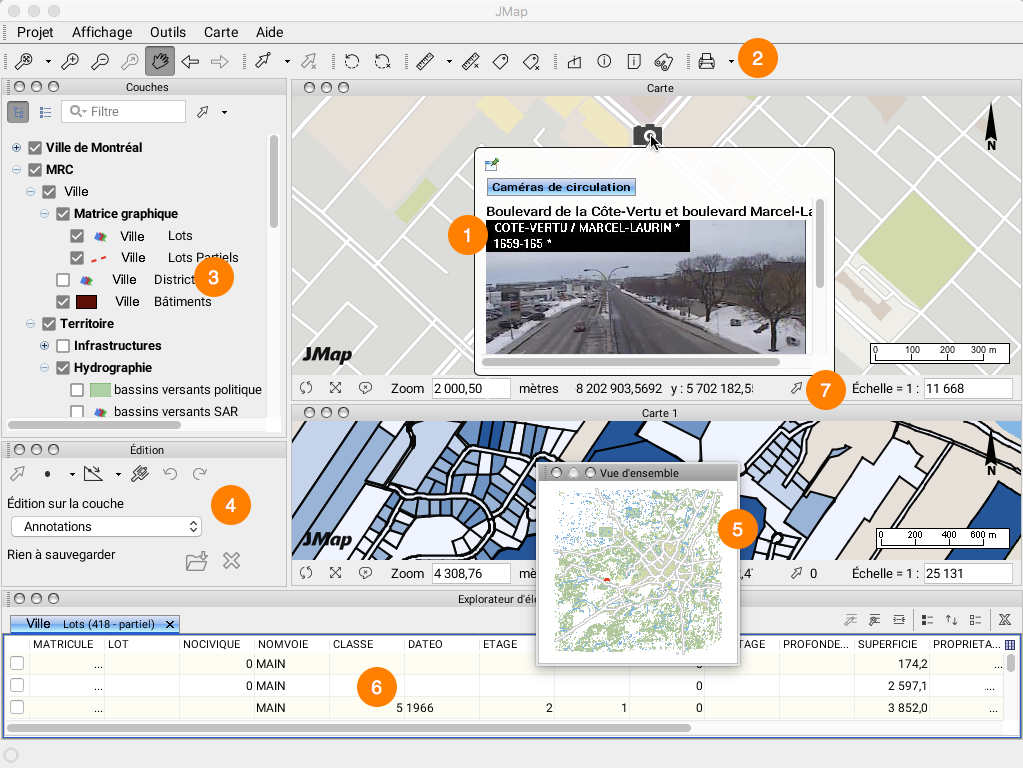 JMap
Projet Affichage Outils Carte Aide
2
Couches
Filtre
Ville de Montréal
MRC
Ville
Matrice graphique
Ville Lots
Ville Lots Partiels
Ville District
3
Ville Bâtiments
Territoire
Infrastructures
Hydrographie
bassins versants politique
bassins versants SAR
Carte
N
Caméras de circulation
Boulevard de la Côte-Vertu et boulevard Marcel-La
1
COTE-VERTU / MARCEL-LAURIN *
1659-165 *
JMap
0 100 200 300 m
Zoom 2 000,50 mètres 8 202 903,5692 y : 5 702 182,5
7
Échelle = 1 : 11 668
Carte 1
N
JMap
0 200 400 600 m
Zoom 4 308,76 mè
0 Échelle = 1 : 25 131
Vue d'ensemble
5
Édition
4
Édition sur la couche
Annotations
Rien à sauvegarder
Explorateur d'élé
Ville Lots (418 - partiel)
MATRICULE LOT NOCIVIQUE NOMVOIE CLASSE DATEO ETAGE TAGE PROFONDE... SUPERFICIE PROPRIETA...
... 0 MAIN 0 174,2 ...
... 0 MAIN 0 2 597,1 ....
... MAIN 5 1966 2 1 0 3 852,0 ...
6